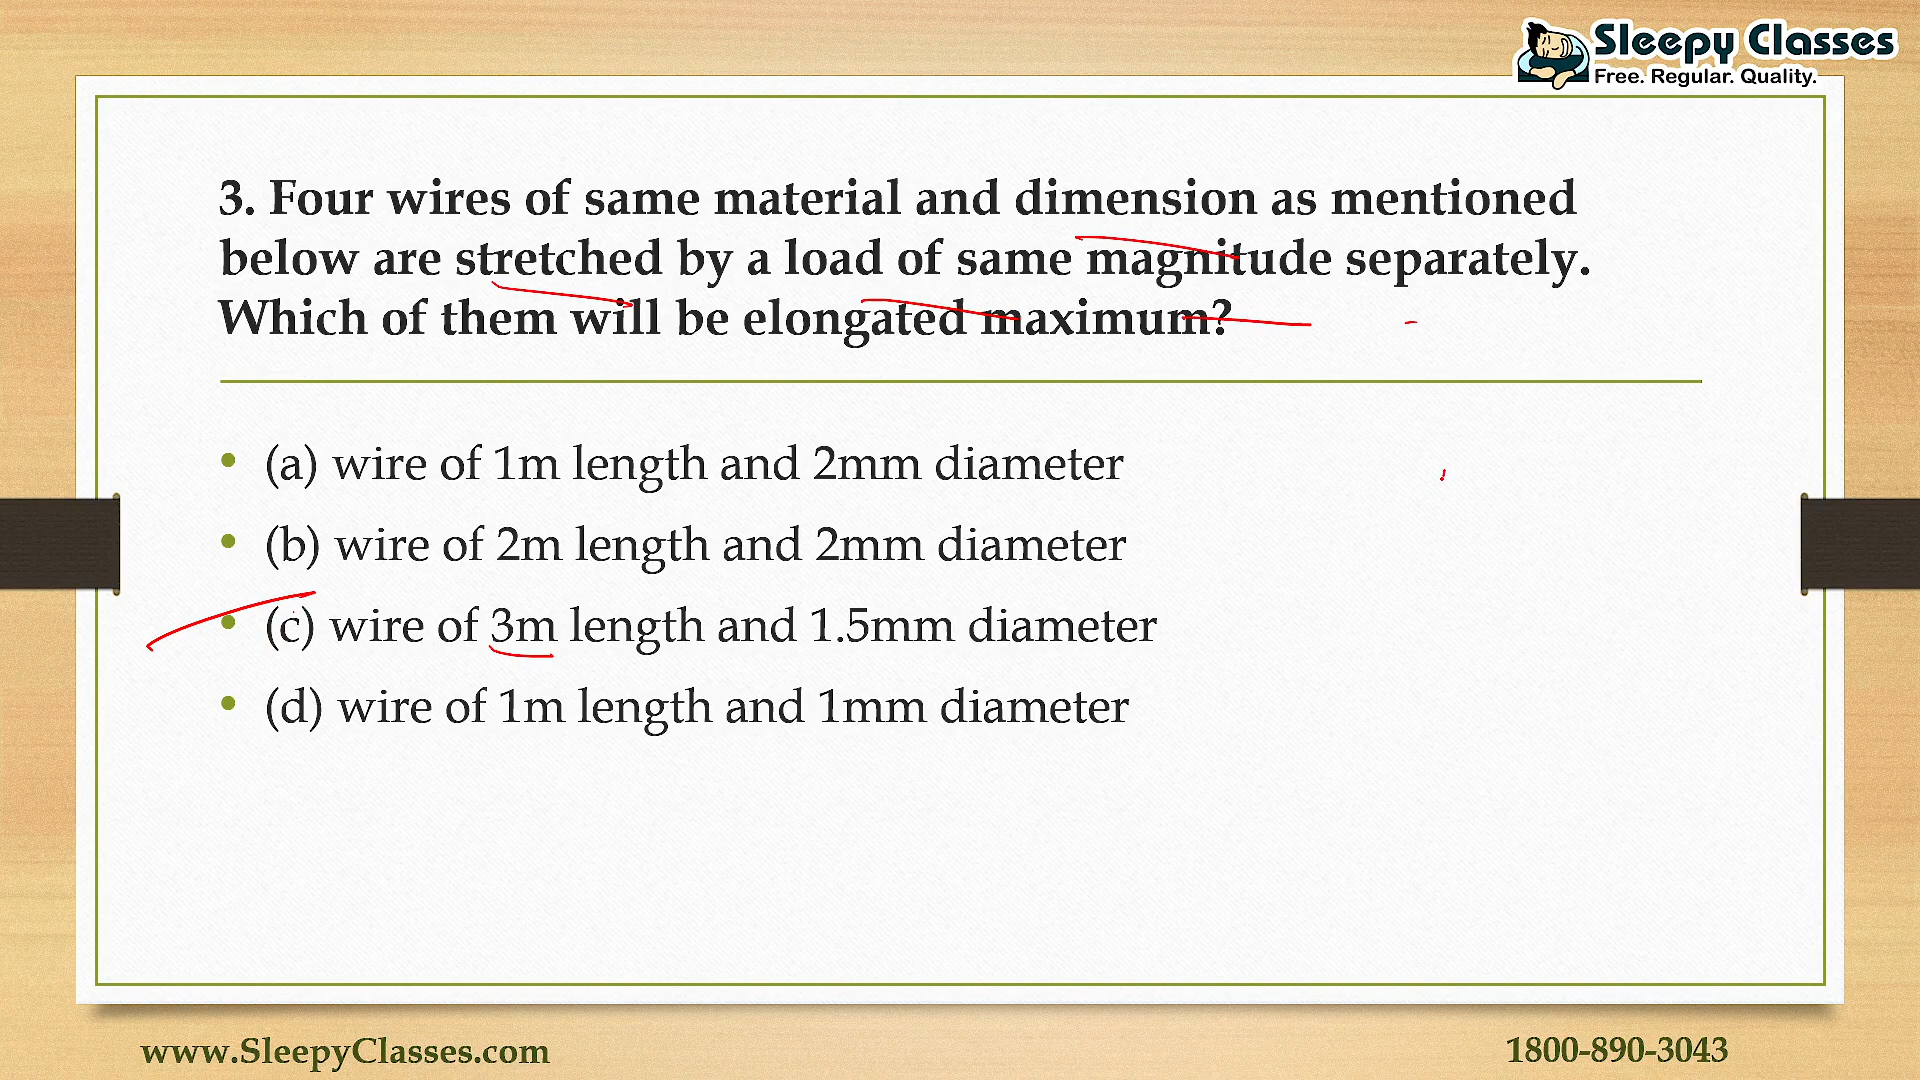 Sleepy Classes
Free. Regular. Quality.
3. Four wires of same material and dimension as mentioned
below are stretched by a load of same magnitude separately.
Which of them will be elongated maximum?
• (a) wire of 1m length and 2mm diameter
• (b) wire of 2m length and 2mm diameter
• (c) wire of 3m length and 1.5mm diameter
• (d) wire of 1m length and 1mm diameter
www.SleepyClasses.com
1800-890-3043